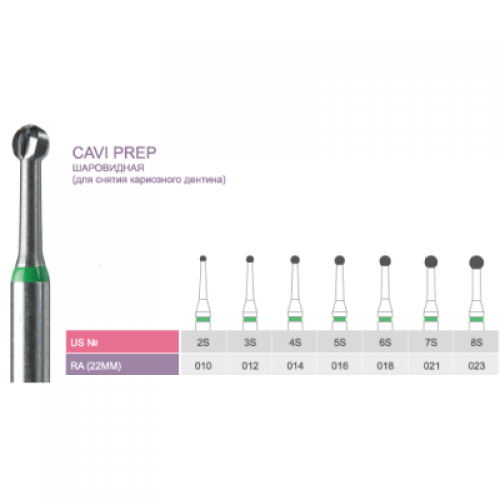 CAVI PREP
ШАРОВИДНАЯ
(для снятия кариозного дентина)
US № 2S 3S 4S 5S 6S 7S 8S
RA (22MM) 010 012 014 016 018 021 023